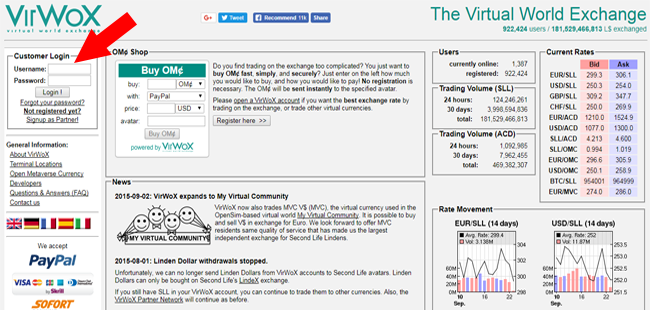 VIRWOX
virtual world exchange
Tweet
Recommend 11k
Share
The Virtual World Exchange
922,424 users / 181,529,466,813 L$ exchanged
Customer Login
Username:
Password:
Login !
Forgot your password?
Not registered yet?
Signup as Partner!
General Information:
About VirWoX
Terminal Locations
Open Metaverse Currency
Developers
Questions & Answers (FAQ)
Contact us
We accept
PayPal
VISA
by Skrill
SOFORT
OM¢ Shop
Buy OM¢
buy: OM¢
with: PayPal
price: USD
avatar:
Buy OM¢
powered by VIRWOX
Do you find trading on the exchange too complicated? You just want
to buy OM¢ fast, simply, and securely? Just enter on the left how much
you would like to buy, and how you would like to pay! No registration is
necessary. The OM¢ will be sent instantly to the specified avatar.
Please open a VirWoX account if you want the best exchange rate by
trading on the exchange, or trade other virtual currencies.
Register here >>
News
2015-09-02: VirWoX expands to My Virtual Community
MY VIRTUAL COMMUNITY
VirWoX now also trades MVC V$ (MVC), the virtual currency used in the
OpenSim-based virtual world My Virtual Community. It is possible to buy
and sell V$ in exchange for Euro. We look forward to offer MVC
residents same quality of service that has made us the largest
independent exchange for Second Life Lindens.
2015-08-01: Linden Dollar withdrawals stopped.
Unfortunately, we can no longer send Linden Dollars from VirWoX accounts to Second Life avatars. Linden
Dollars can only be bought on Second Life's LindeX exchange.
If you still have SLL in your VirWoX account, you can continue to trade them to other currencies. Also, the
VirWoX Partner Network will continue as before.
Users
currently online: 1,387
registered: 922,424
Trading Volume (SLL)
24 hours: 124,246,261
30 days: 3,998,594,836
total: 181,529,466,813
Trading Volume (ACD)
24 hours: 1,092,985
30 days: 7,962,455
total: 469,382,307
Current Rates
Bid Ask
EUR/SLL 299.3 306.1
USD/SLL 250.3 254.0
GBP/SLL 309.2 347.7
CHF/SLL 250.0 269.9
EUR/ACD 1210.0 1524.9
USD/ACD 1077.0 1300.0
SLL/ACD 4.213 4.600
SLL/OMC 0.994 1.019
EUR/OMC 296.6 305.9
USD/OMC 250.1 258.9
BTC/SLL 954001 964999
EUR/MVC 274.0 286.0
Rate Movement
EUR/SLL (14 days)
Avg. Rate: 299.4
Vol: 3.138M
60M
40M
20M
0M
304
302
300
298
296
10 16 22
Sep.
USD/SLL (14 days)
Avg. Rate: 252
Vol: 11.87M
60M
40M
20M
0M
253.5
252.5
251.5
250.5
10 16 22
Sep.